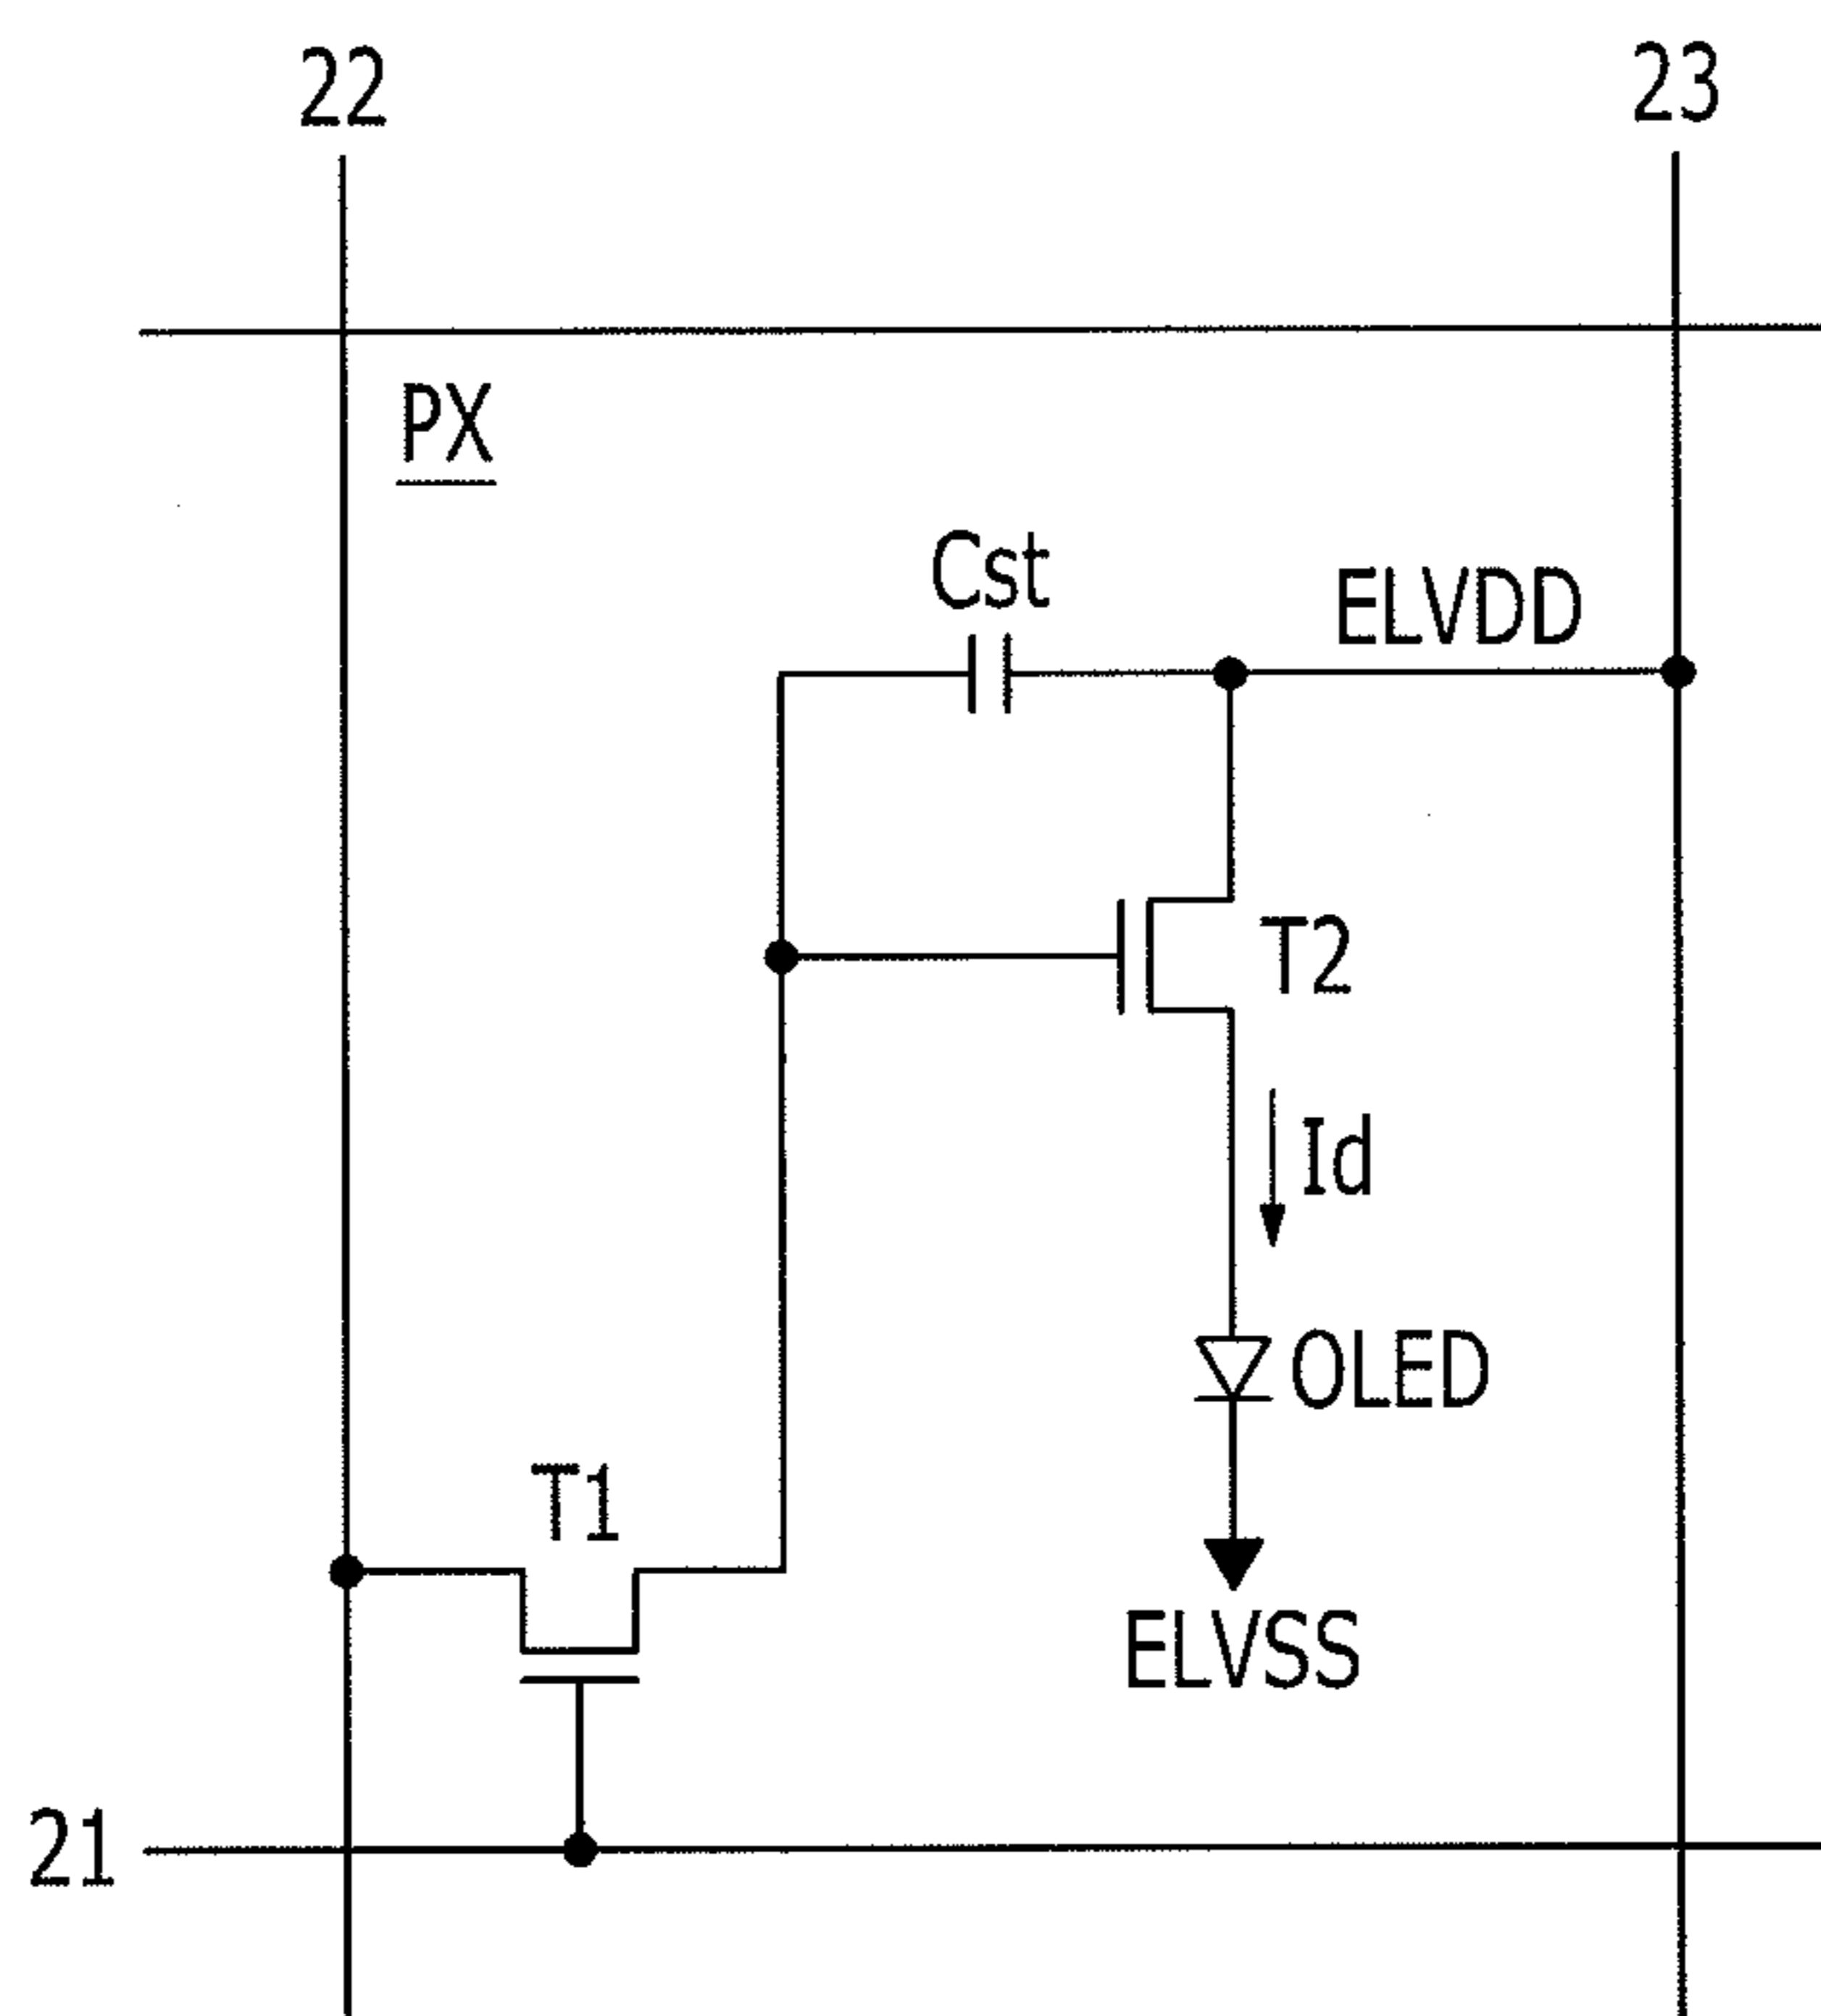 22
23
PX
Cst
ELVDD
T2
Id
OLED
T1
ELVSS
21